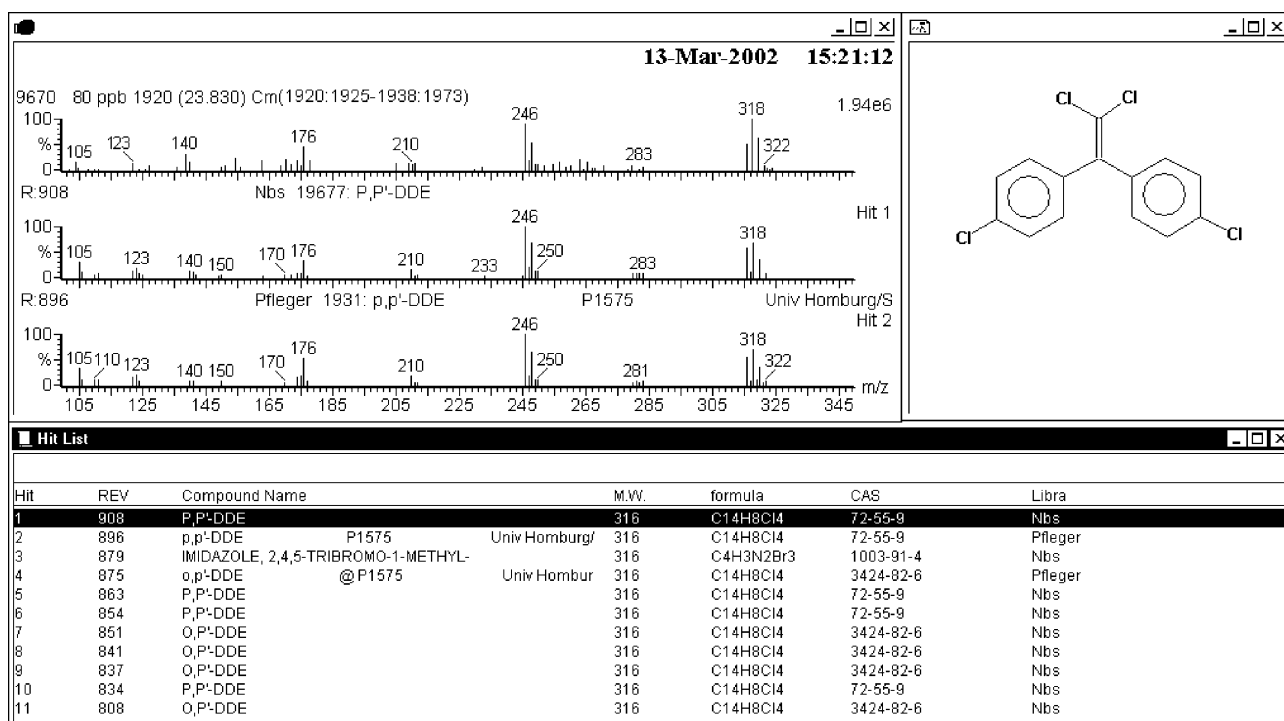 13-Mar-2002 15:21:12
9670 80 ppb 1920 (23.830) Cm(1920:1925-1938:1973)
1.94e6
100
%
0
105 123 140 176 210 246 283 318 322
R:908 Nbs 19677: P,P'-DDE
Hit 1
100
%
0
105 123 140 150 170 176 210 233 246 250 283 318
R:896 Pfleger 1931: p,p'-DDE P1575 Univ Homburg/S
Hit 2
100
%
0
105 110 123 140 150 170 176 210 246 250 281 318 322
m/z
105 125 145 165 185 205 225 245 265 285 305 325 345
Cl Cl
Cl Cl
Hit List
Hit REV Compound Name M.W. formula CAS Libra
1 908 P,P'-DDE 316 C14H8Cl4 72-55-9 Nbs
2 896 p,p'-DDE P1575 Univ Homburg/ 316 C14H8Cl4 72-55-9 Pfleger
3 879 IMIDAZOLE, 2,4,5-TRIBROMO-1-METHYL- 316 C4H3N2Br3 1003-91-4 Nbs
4 875 o,p'-DDE @ P1575 Univ Hombur 316 C14H8Cl4 3424-82-6 Pfleger
5 863 P,P'-DDE 316 C14H8Cl4 72-55-9 Nbs
6 854 P,P'-DDE 316 C14H8Cl4 72-55-9 Nbs
7 851 O,P'-DDE 316 C14H8Cl4 3424-82-6 Nbs
8 841 O,P'-DDE 316 C14H8Cl4 3424-82-6 Nbs
9 837 O,P'-DDE 316 C14H8Cl4 3424-82-6 Nbs
10 834 P,P'-DDE 316 C14H8Cl4 72-55-9 Nbs
11 808 O,P'-DDE 316 C14H8Cl4 3424-82-6 Nbs